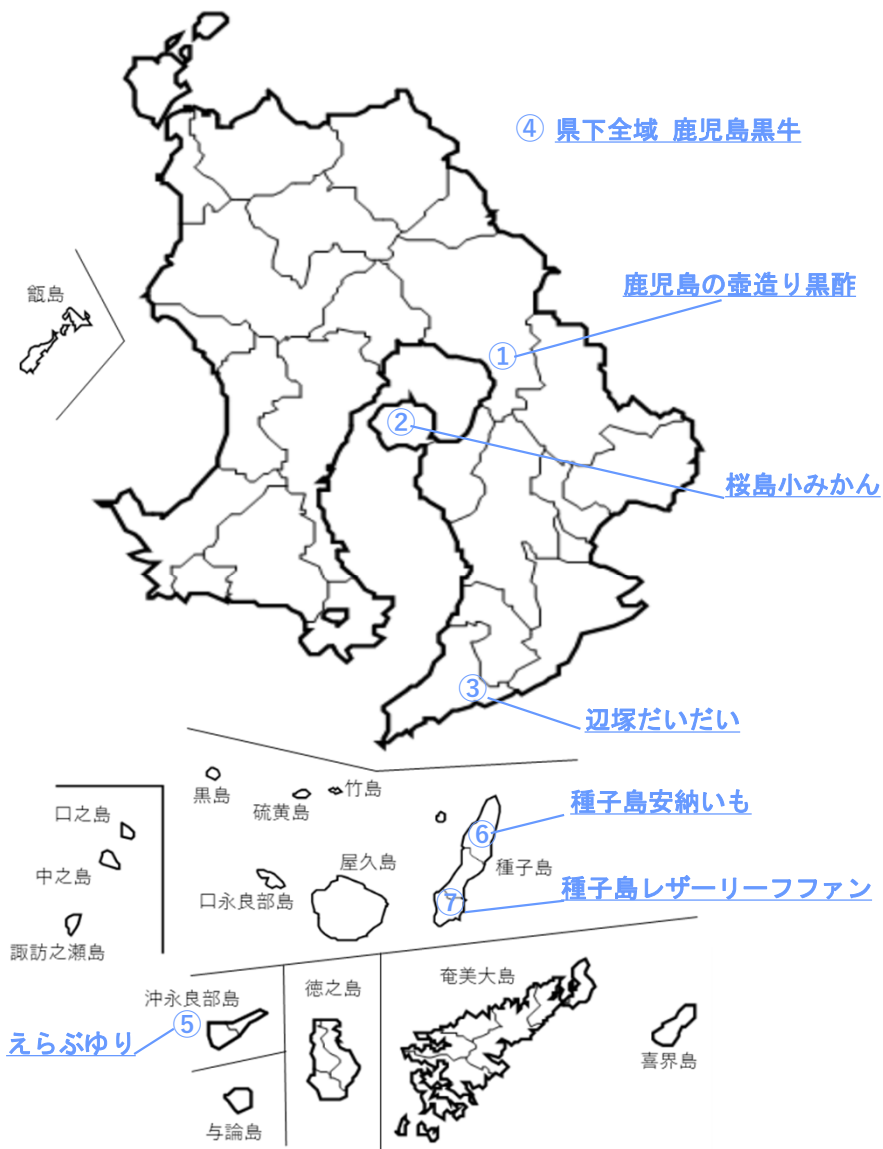 ④ 県下全域 鹿児島黒牛
鹿児島の壺造り黒酢
甑島
①
②
桜島小みかん
③
辺塚だいだい
黒島
硫黄島
竹島
口之島
種子島安納いも
⑥
中之島
屋久島
種子島
口永良部島
⑦
種子島レザーリーフファン
諏訪之瀬島
沖永良部島
徳之島
奄美大島
⑤
えらぶゆり
喜界島
与論島